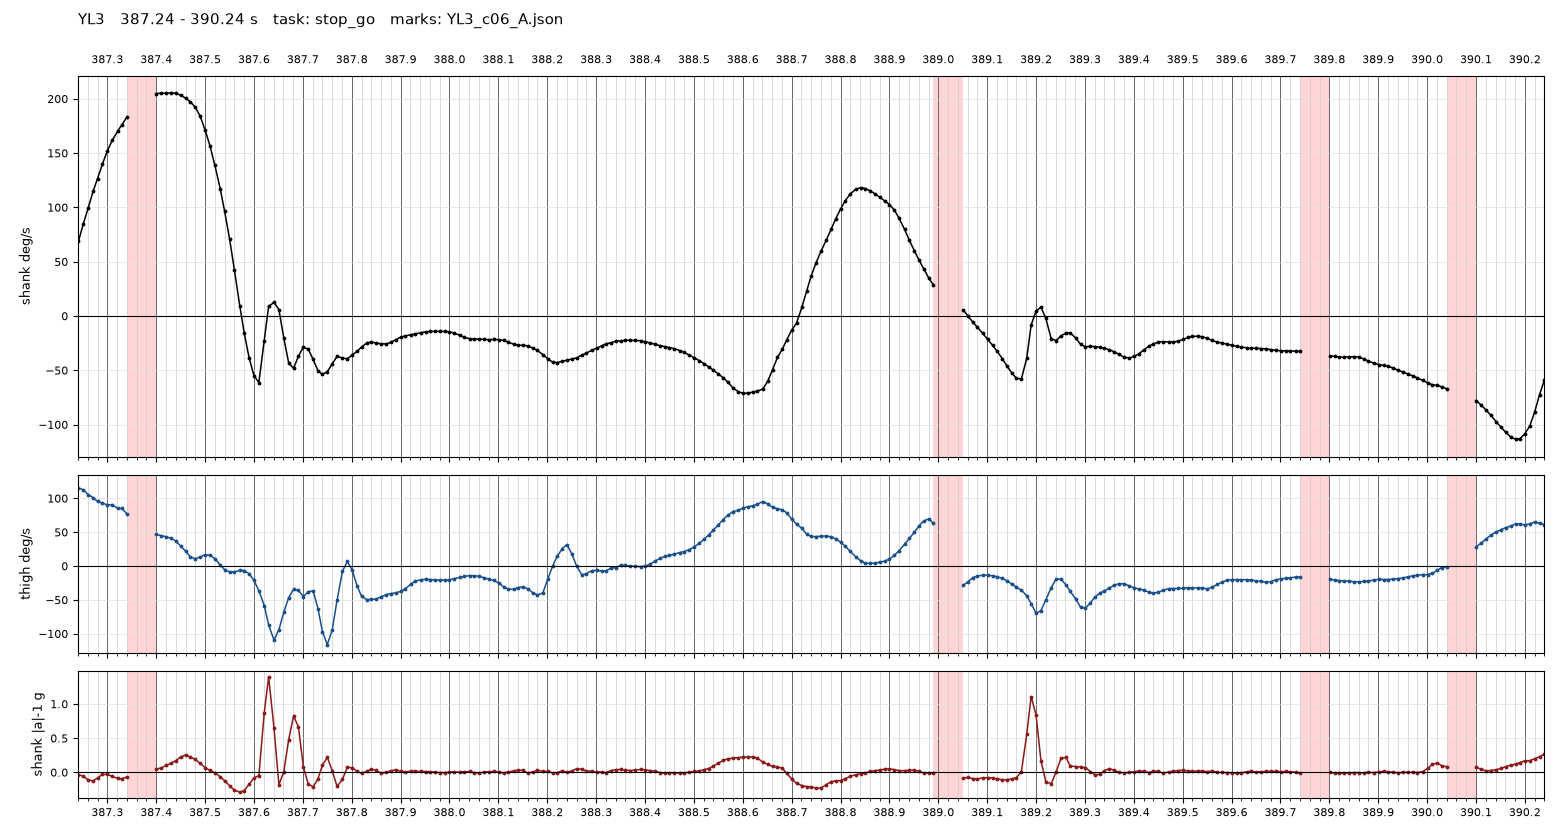 YL3   387.24 - 390.24 s   task: stop_go   marks: YL3_c06_A.json
387.3 387.4 387.5 387.6 387.7 387.8 387.9 388.0 388.1 388.2 388.3 388.4 388.5 388.6 388.7 388.8 388.9 389.0 389.1 389.2 389.3 389.4 389.5 389.6 389.7 389.8 389.9 390.0 390.1 390.2
shank deg/s
200
150
100
50
0
−50
−100
thigh deg/s
100
50
0
−50
−100
shank |a|-1 g
1.0
0.5
0.0
387.3 387.4 387.5 387.6 387.7 387.8 387.9 388.0 388.1 388.2 388.3 388.4 388.5 388.6 388.7 388.8 388.9 389.0 389.1 389.2 389.3 389.4 389.5 389.6 389.7 389.8 389.9 390.0 390.1 390.2